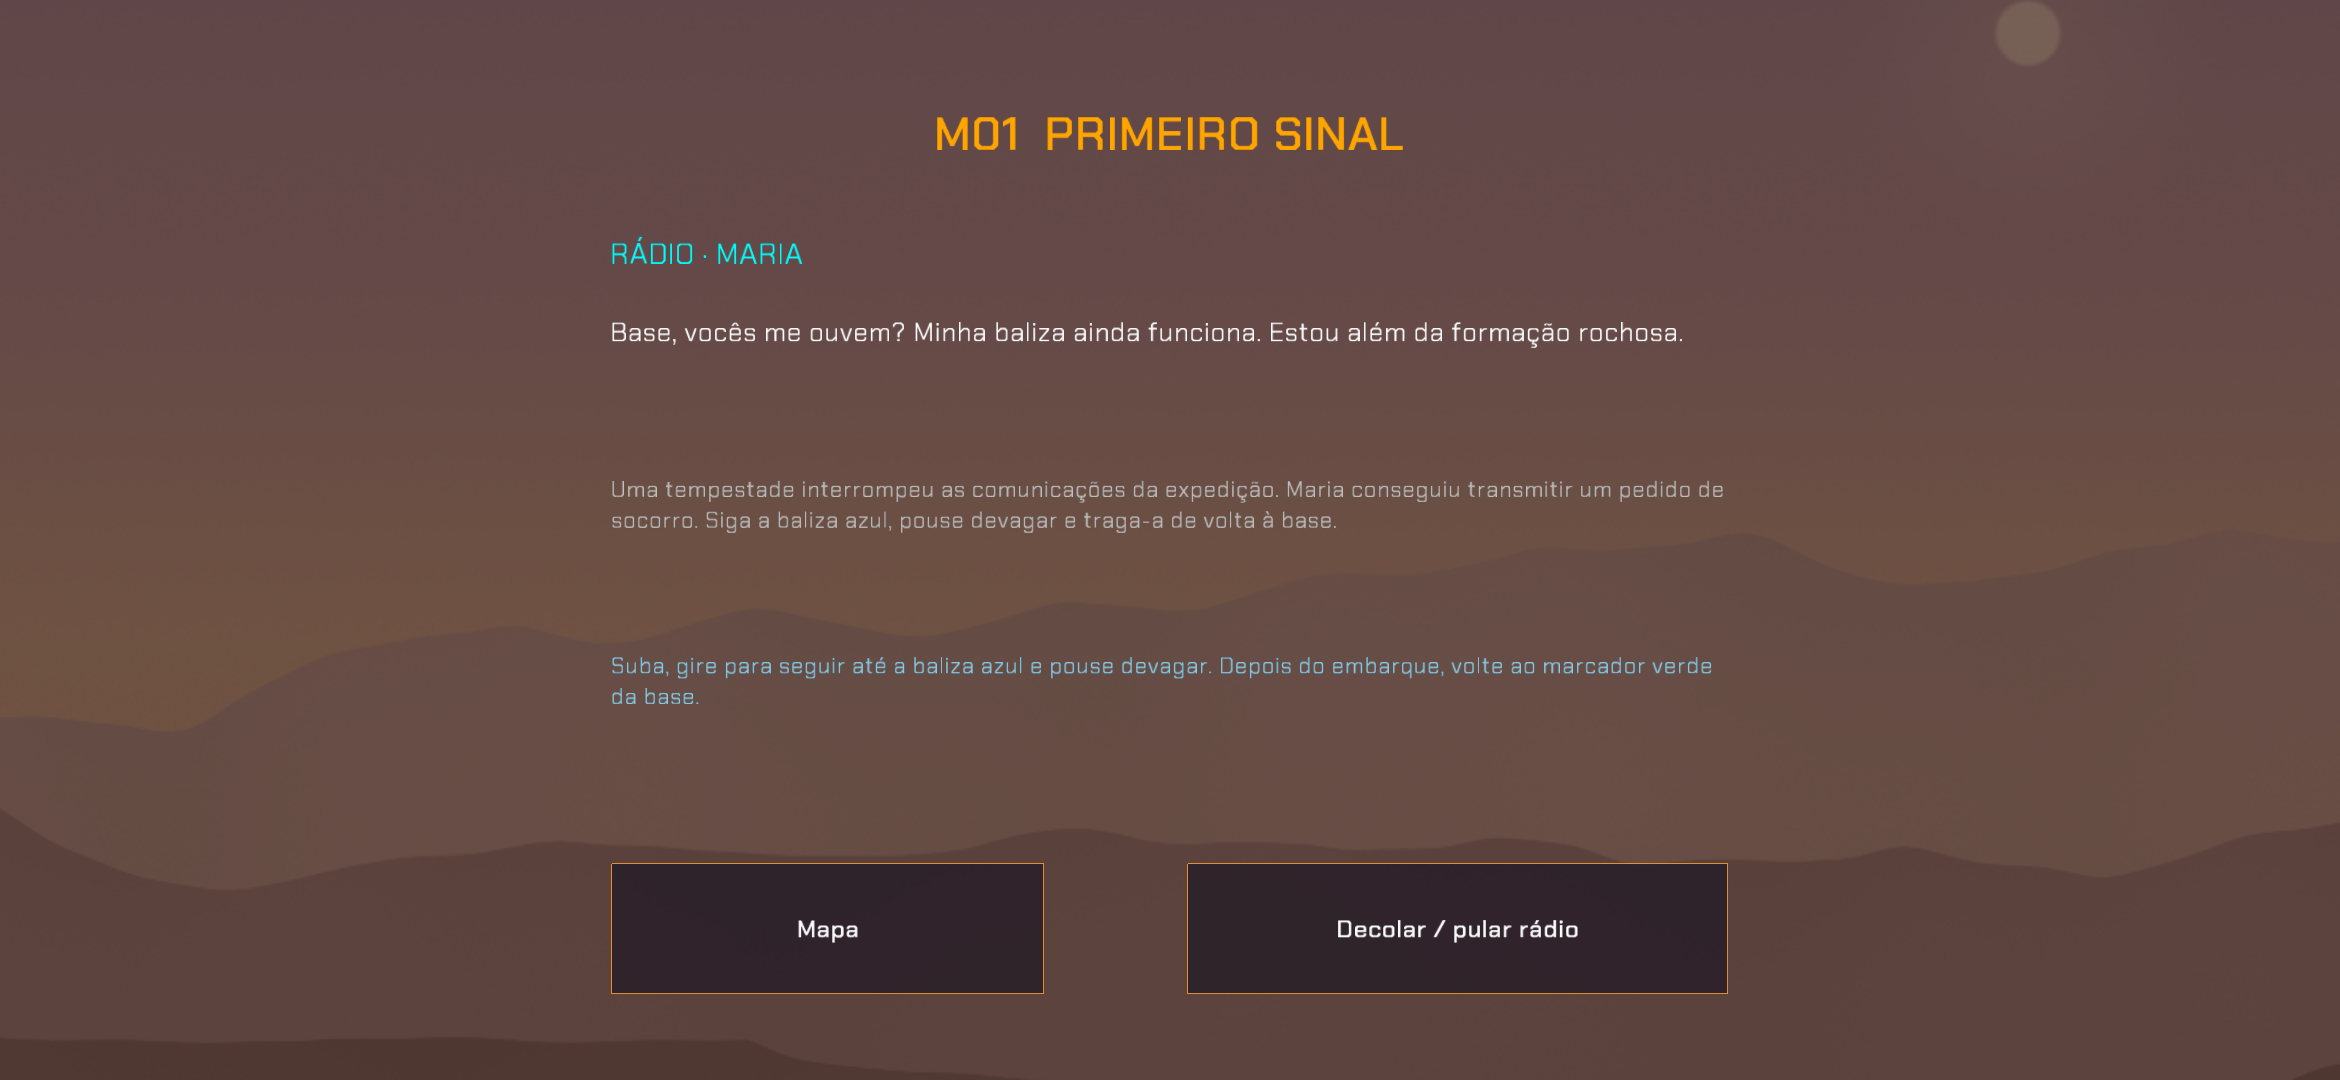 M01 PRIMEIRO SINAL
RÁDIO · MARIA
Base, vocês me ouvem? Minha baliza ainda funciona. Estou além da formação rochosa.
Uma tempestade interrompeu as comunicações da expedição. Maria conseguiu transmitir um pedido de
socorro. Siga a baliza azul, pouse devagar e traga-a de volta à base.
Suba, gire para seguir até a baliza azul e pouse devagar. Depois do embarque, volte ao marcador verde
da base.
Mapa
Decolar / pular rádio